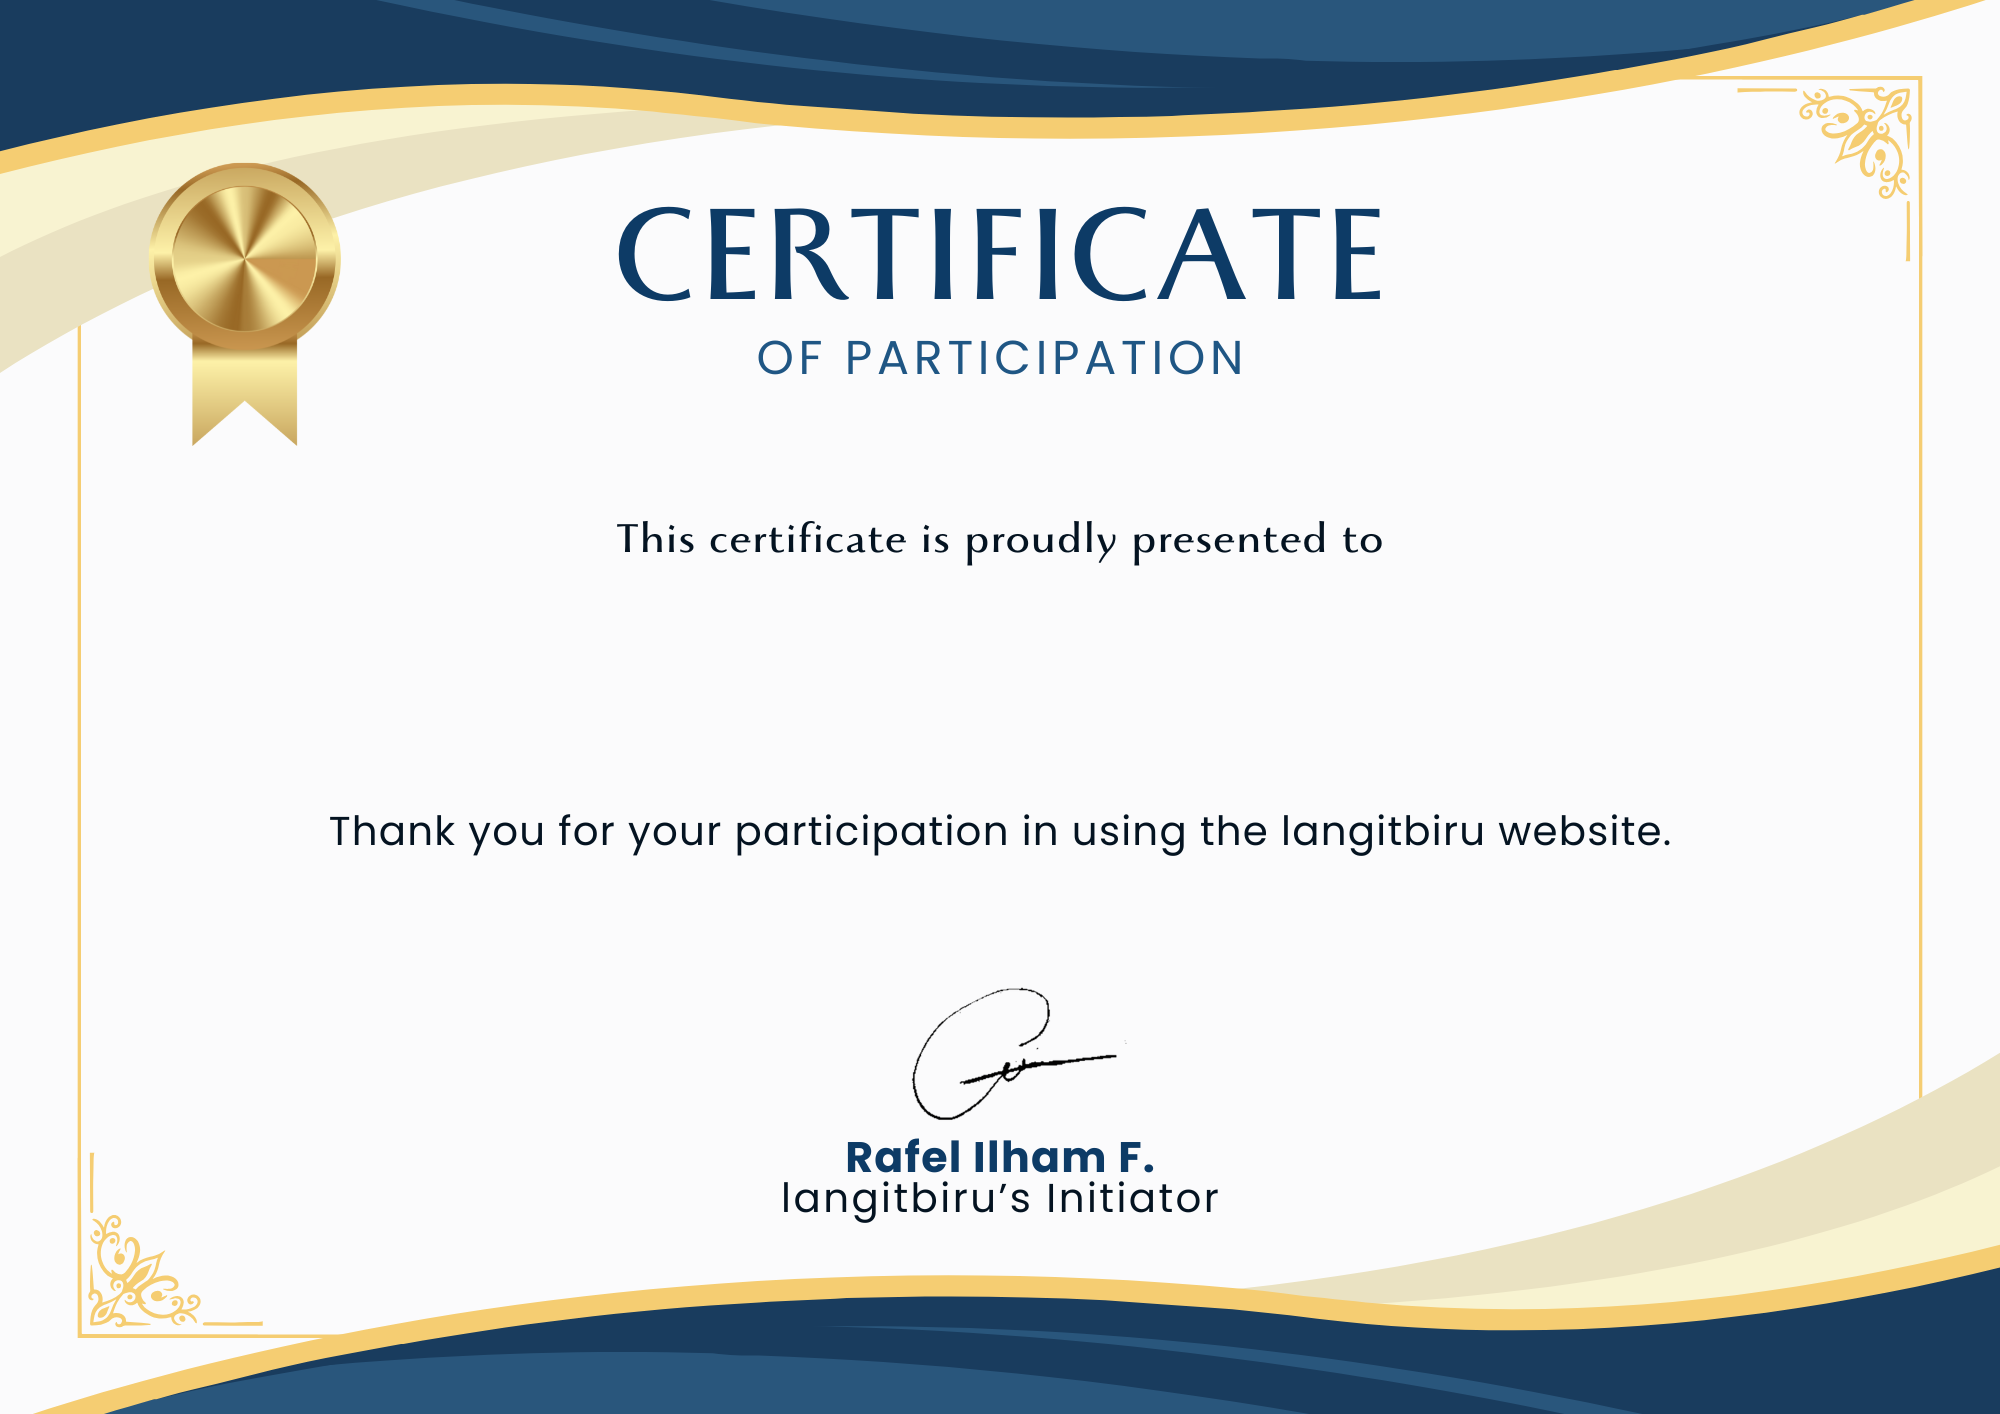 CERTIFICATE
OF PARTICIPATION
This certificate is proudly presented to
Thank you for your participation in using the langitbiru website.
Rafel Ilham F.
langitbiru’s Initiator